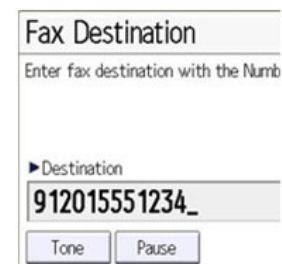 Fax Destination
Enter fax destination with the Numb
►Destination
912015551234_
Tone Pause